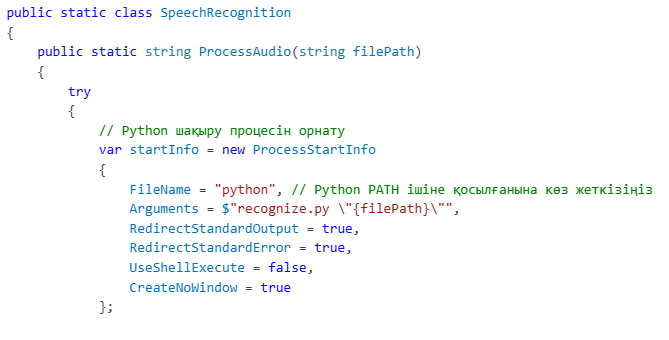 public static class SpeechRecognition
{
    public static string ProcessAudio(string filePath)
    {
        try
        {
            // Python шақыру процесін орнату
            var startInfo = new ProcessStartInfo
            {
                FileName = "python", // Python PATH ішіне қосылғанына көз жеткізіңіз
                Arguments = $"recognize.py \"{filePath}\"",
                RedirectStandardOutput = true,
                RedirectStandardError = true,
                UseShellExecute = false,
                CreateNoWindow = true
            };